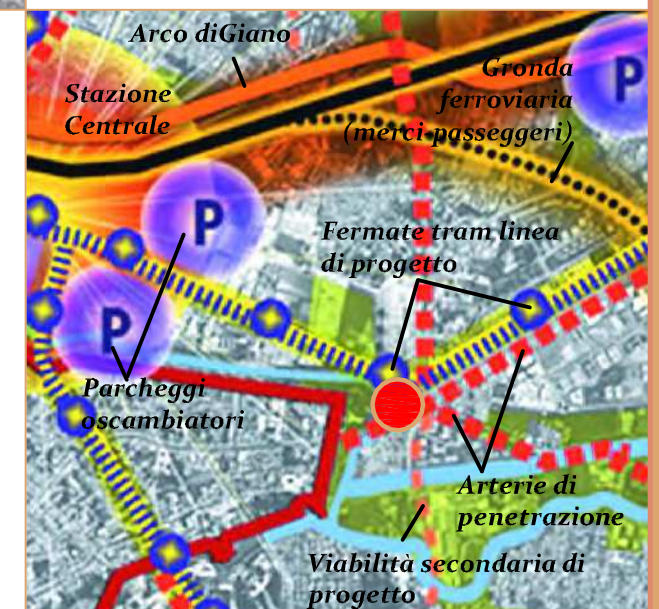 Arco diGiano
Gronda
ferroviaria
(merci-passeggeri)
P
Stazione
Centrale
P
Fermate tram linea
di progetto
P
Parcheggi
oscambiatori
Arterie di
penetrazione
Viabilità secondaria di
progetto